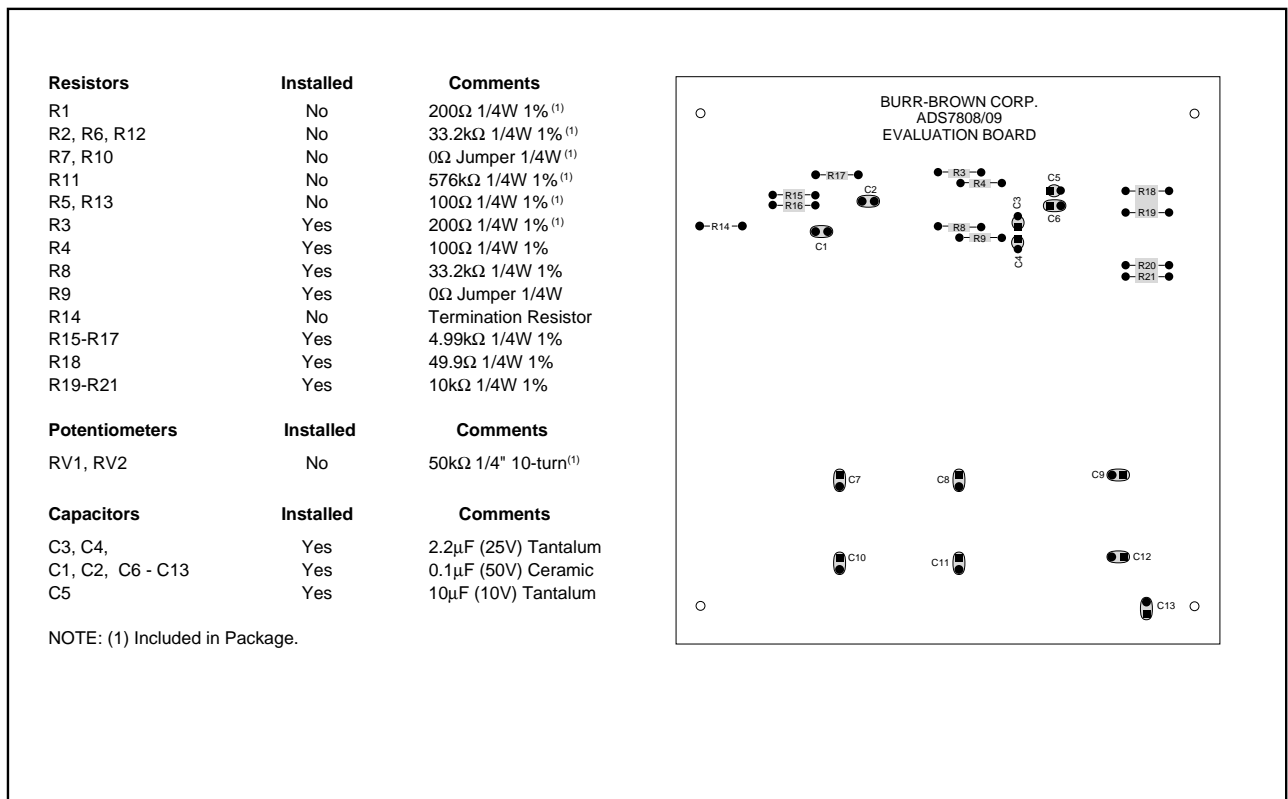 Resistors Installed Comments
R1 No 200Ω 1/4W 1% (1)
R2, R6, R12 No 33.2kΩ 1/4W 1% (1)
R7, R10 No 0Ω Jumper 1/4W (1)
R11 No 576kΩ 1/4W 1% (1)
R5, R13 No 100Ω 1/4W 1% (1)
R3 Yes 200Ω 1/4W 1% (1)
R4 Yes 100Ω 1/4W 1%
R8 Yes 33.2kΩ 1/4W 1%
R9 Yes 0Ω Jumper 1/4W
R14 No Termination Resistor
R15-R17 Yes 4.99kΩ 1/4W 1%
R18 Yes 49.9Ω 1/4W 1%
R19-R21 Yes 10kΩ 1/4W 1%
Potentiometers Installed Comments
RV1, RV2 No 50kΩ 1/4" 10-turn(1)
Capacitors Installed Comments
C3, C4, Yes 2.2µF (25V) Tantalum
C1, C2, C6 - C13 Yes 0.1µF (50V) Ceramic
C5 Yes 10µF (10V) Tantalum
NOTE: (1) Included in Package.
BURR-BROWN CORP.
ADS7808/09
EVALUATION BOARD
R17
R3
R4
C5
R15
C2
R18
R16
C3
C6
R19
R14
C1
R8
R9
C4
R20
R21
C7
C8
C9
C10
C11
C12
C13